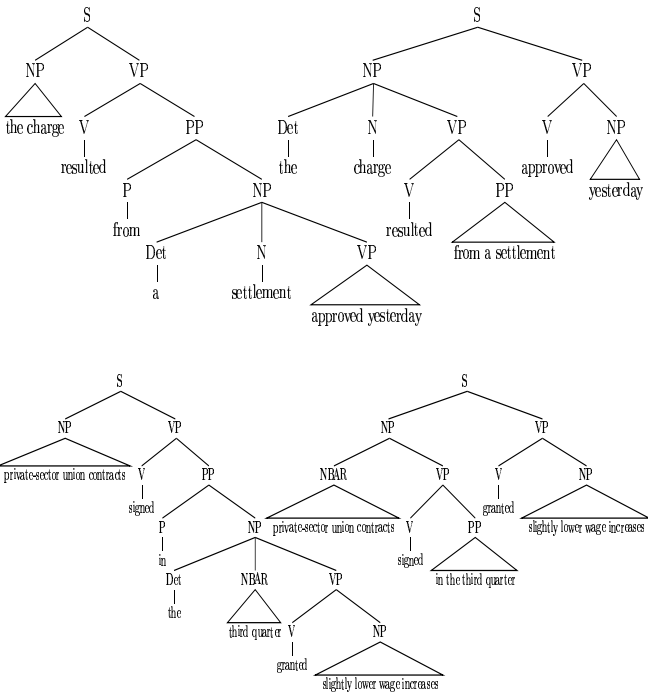 S S
NP VP NP VP
the charge V PP Det N VP V NP
resulted the charge approved yesterday
P NP V PP
from resulted from a settlement
Det N VP
a settlement approved yesterday
S S
NP VP NP VP
private-sector union contracts V PP NBAR VP V NP
signed private-sector union contracts granted slightly lower wage increases
P NP V PP
in signed in the third quarter
Det NBAR VP
the third quarter V NP
granted slightly lower wage increases